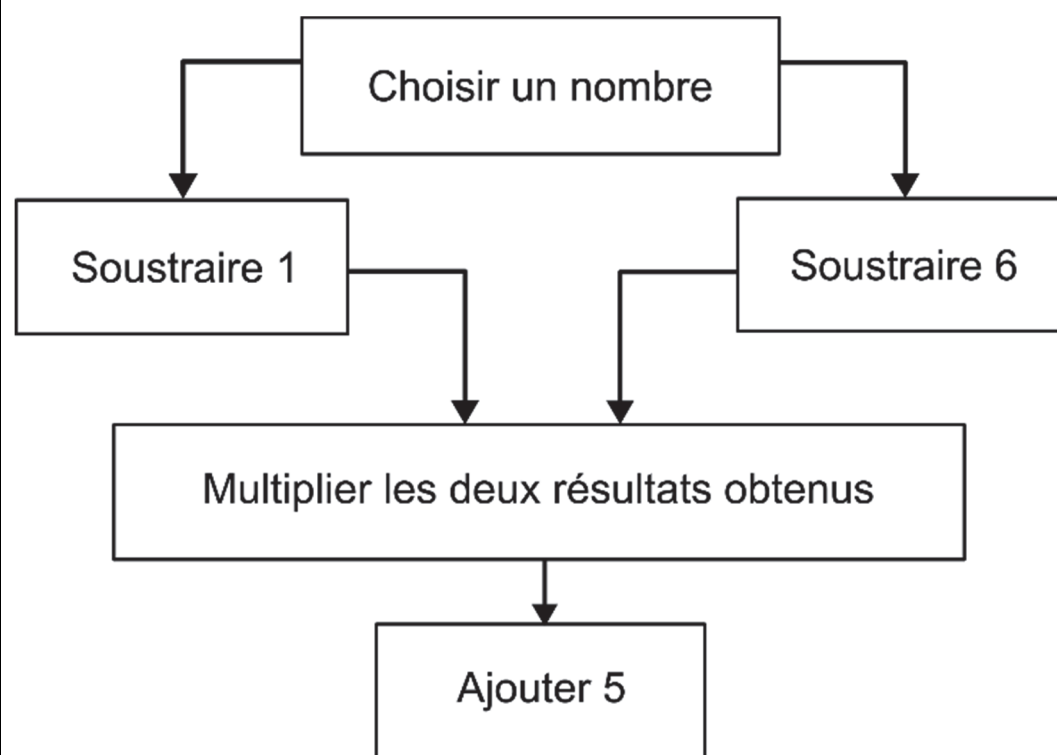 Choisir un nombre
Soustraire 1
Soustraire 6
Multiplier les deux résultats obtenus
Ajouter 5